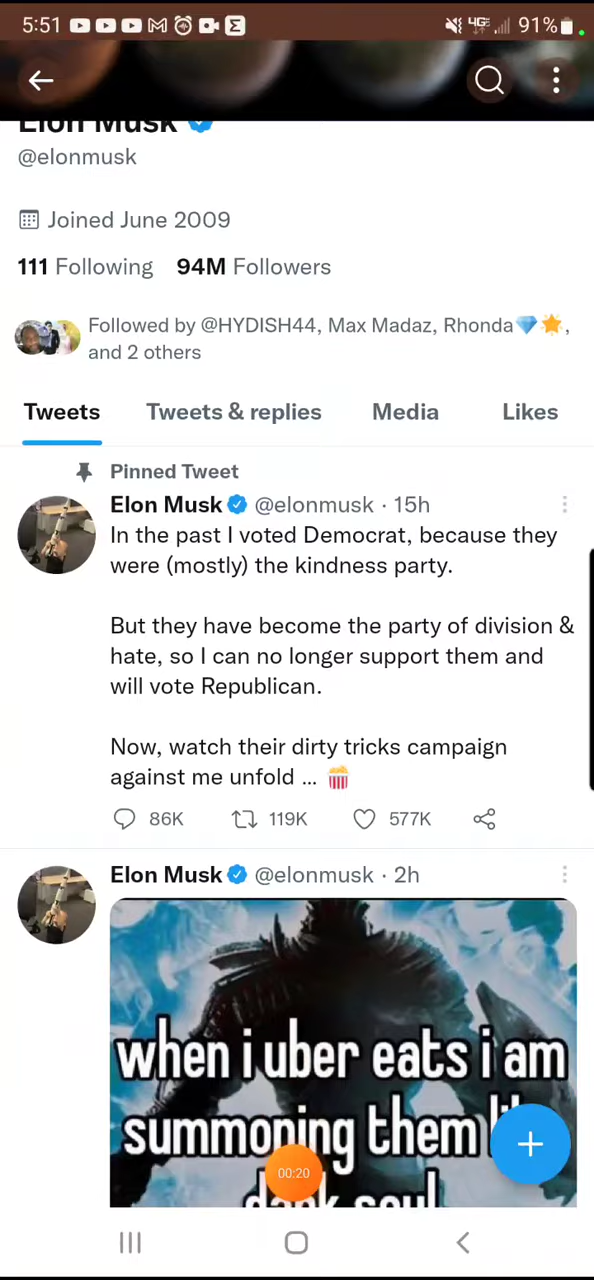 5:51 4GE 91%
Elon Musk
@elonmusk
Joined June 2009
111 Following 94M Followers
Followed by @HYDISH44, Max Madaz, Rhonda💎🌟,
and 2 others
Tweets Tweets & replies Media Likes
Pinned Tweet
Elon Musk @elonmusk · 15h
In the past I voted Democrat, because they
were (mostly) the kindness party.
But they have become the party of division &
hate, so I can no longer support them and
will vote Republican.
Now, watch their dirty tricks campaign
against me unfold … 🍿
86K 119K 577K
Elon Musk @elonmusk · 2h
when i uber eats i am
summoning them
dark soul
00:20